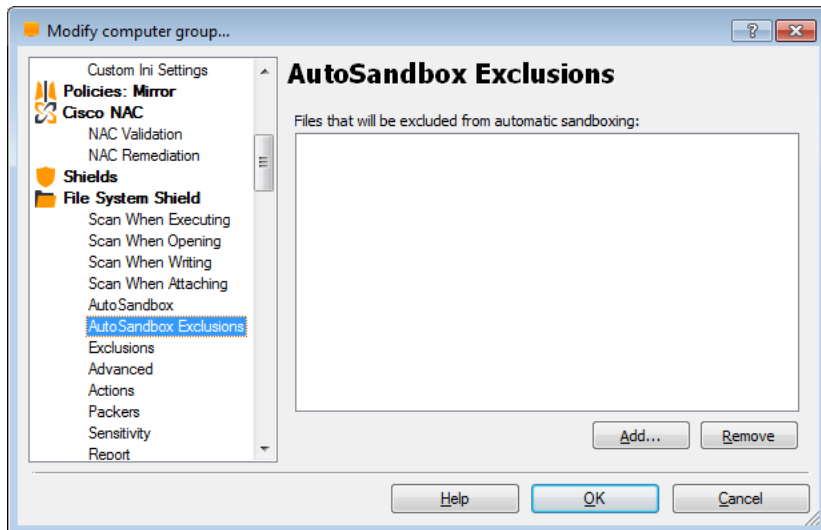 Modify computer group...
Custom Ini Settings
Policies: Mirror
Cisco NAC
NAC Validation
NAC Remediation
Shields
File System Shield
Scan When Executing
Scan When Opening
Scan When Writing
Scan When Attaching
AutoSandbox
AutoSandbox Exclusions
Exclusions
Advanced
Actions
Packers
Sensitivity
Report
AutoSandbox Exclusions
Files that will be excluded from automatic sandboxing:
Add... Remove
Help OK Cancel